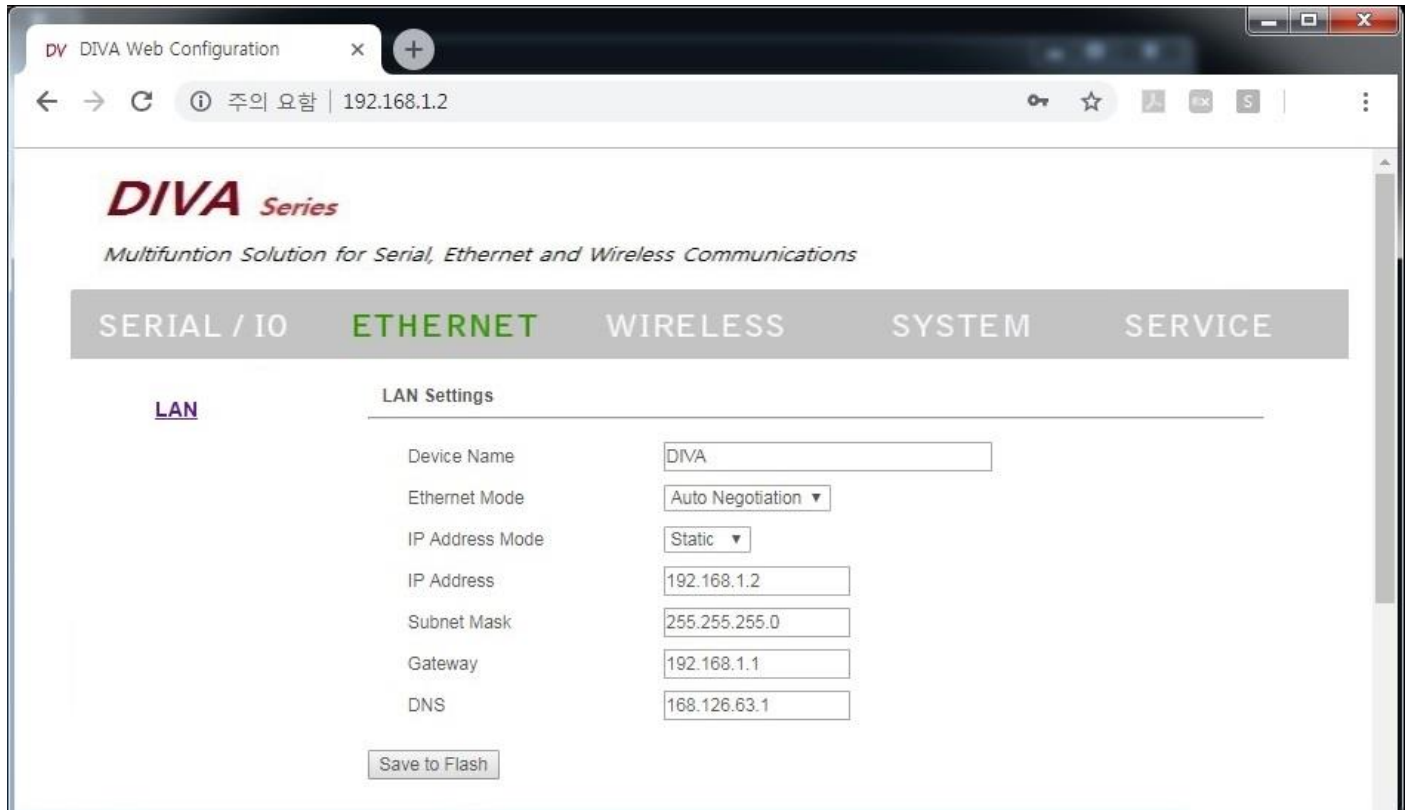 DV DIVA Web Configuration
주의 요함 | 192.168.1.2
DIVA Series
Multifuntion Solution for Serial, Ethernet and Wireless Communications
SERIAL / IO ETHERNET WIRELESS SYSTEM SERVICE
LAN
LAN Settings
Device Name DIVA
Ethernet Mode Auto Negotiation
IP Address Mode Static
IP Address 192.168.1.2
Subnet Mask 255.255.255.0
Gateway 192.168.1.1
DNS 168.126.63.1
Save to Flash